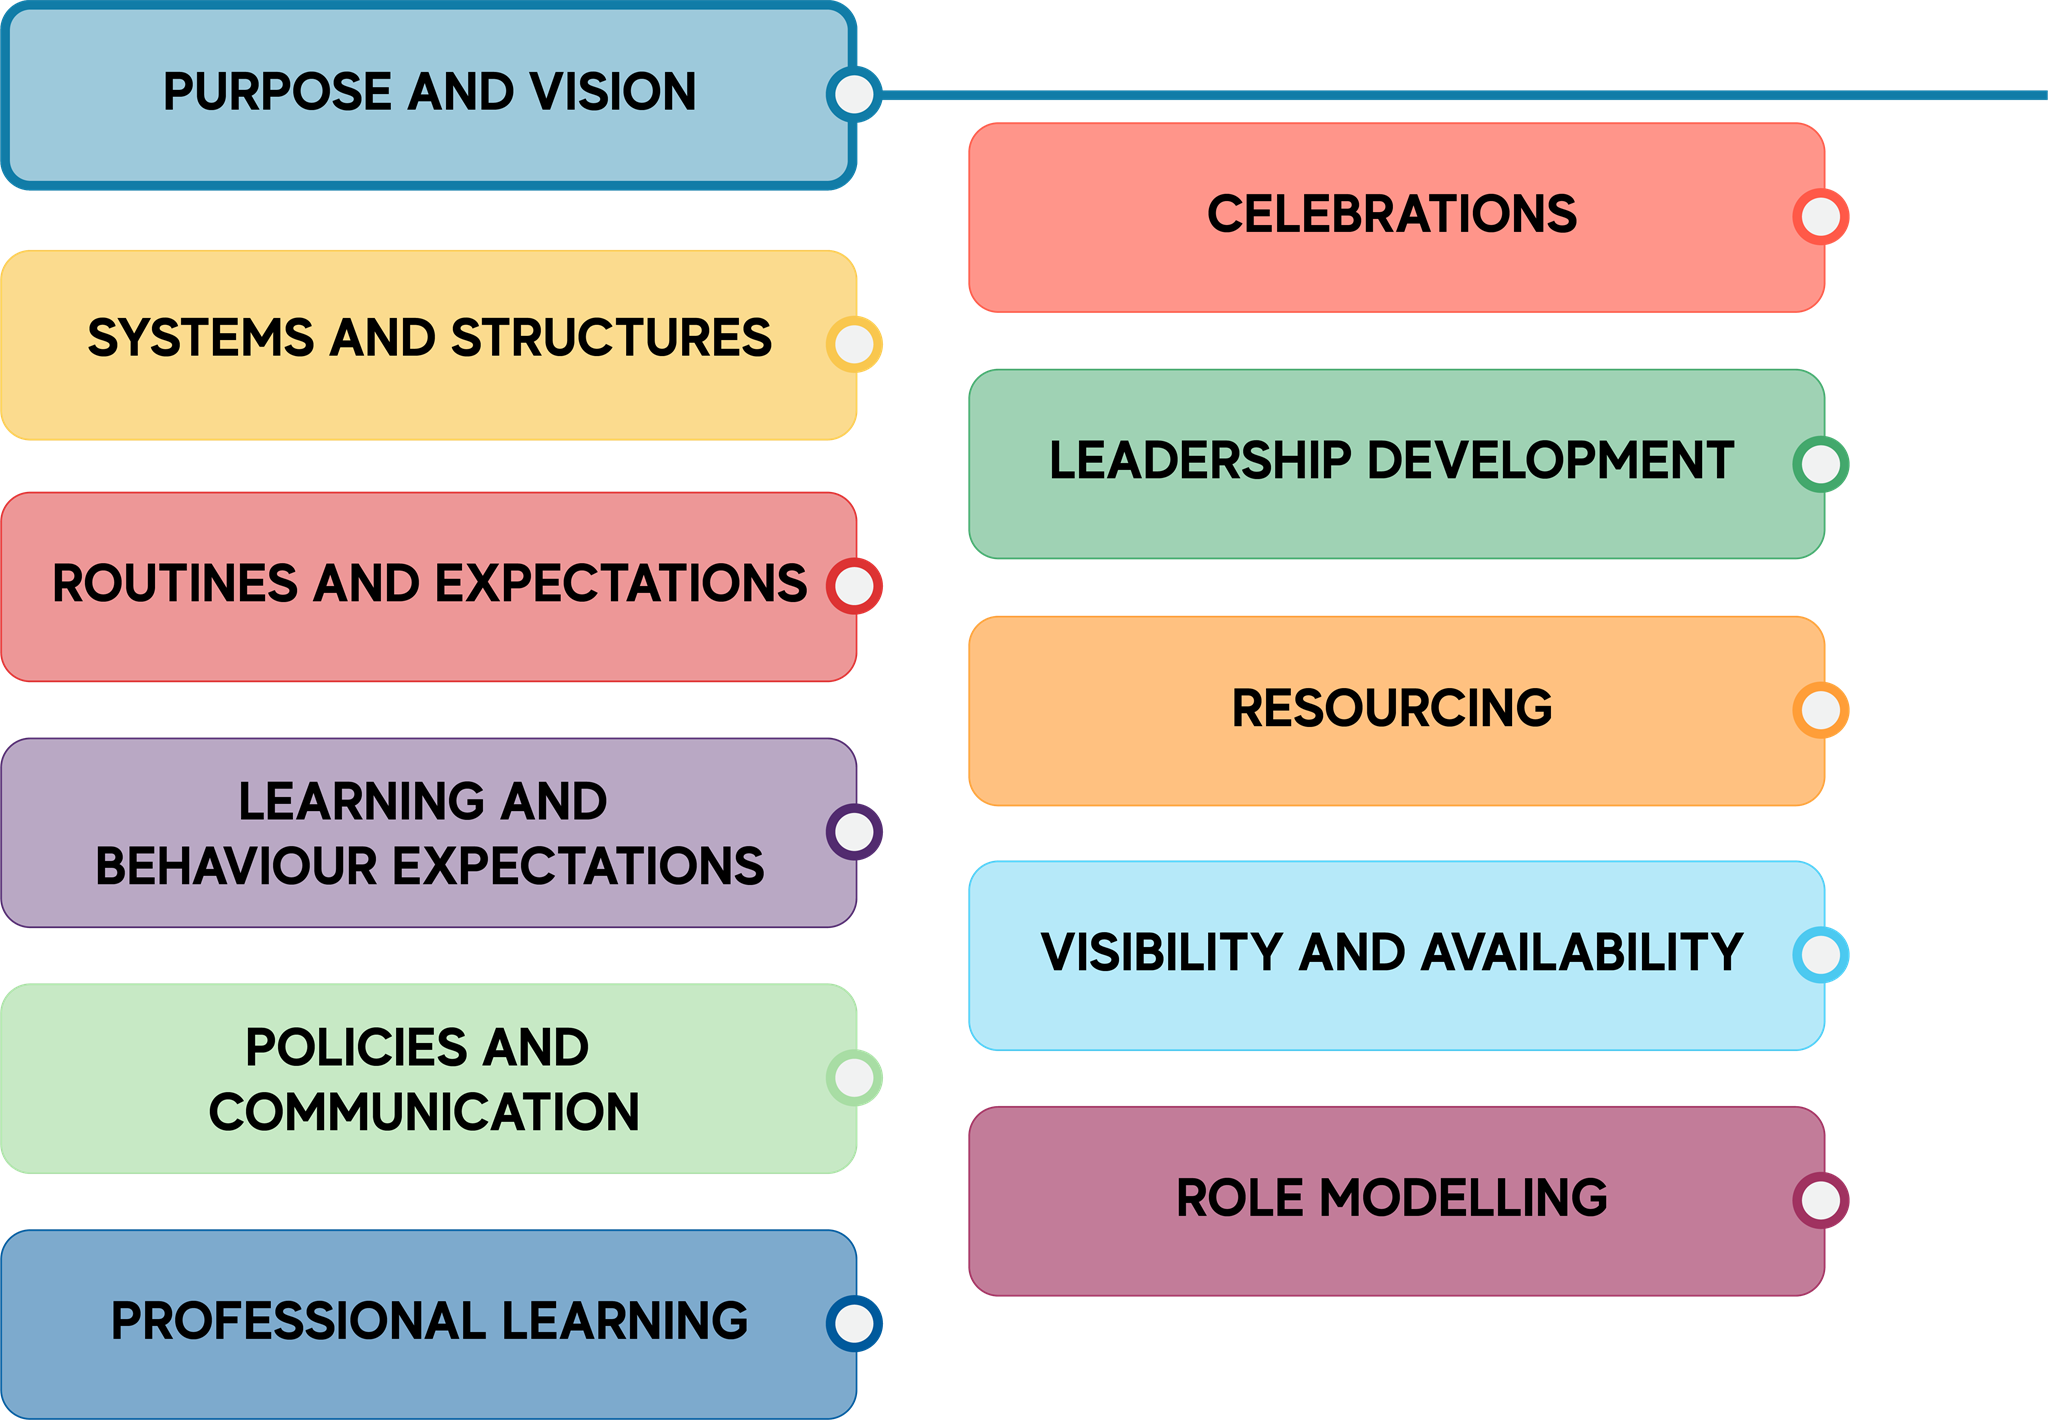 PURPOSE AND VISION
SYSTEMS AND STRUCTURES
ROUTINES AND EXPECTATIONS
LEARNING AND
BEHAVIOUR EXPECTATIONS
POLICIES AND
COMMUNICATION
PROFESSIONAL LEARNING
CELEBRATIONS
LEADERSHIP DEVELOPMENT
RESOURCING
VISIBILITY AND AVAILABILITY
ROLE MODELLING